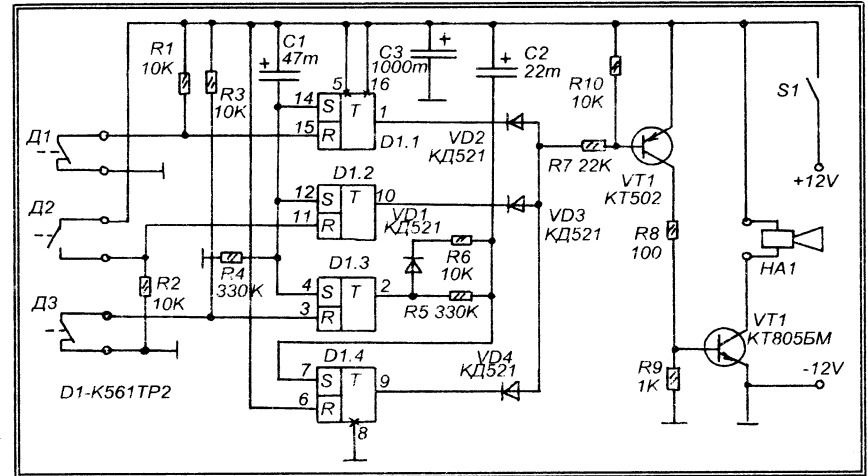 R1
10K
R3
10K
C1
47m
C3
1000m
C2
22m
R10
10K
S1
+12V
5
16
14
S
T
1
15
R
D1.1
VD2
КД521
Д1
R7 22K
VT1
КТ502
D1.2
12
S
T
10
11
R
VD1
КД521
VD3
КД521
Д2
R4
330K
R6
10K
R8
100
HA1
R2
10K
D1.3
4
S
T
2
3
R
R5 330K
Д3
VT1
КТ805БМ
D1.4
7
S
T
9
6
R
8
VD4
КД521
R9
1K
-12V
D1-К561ТР2